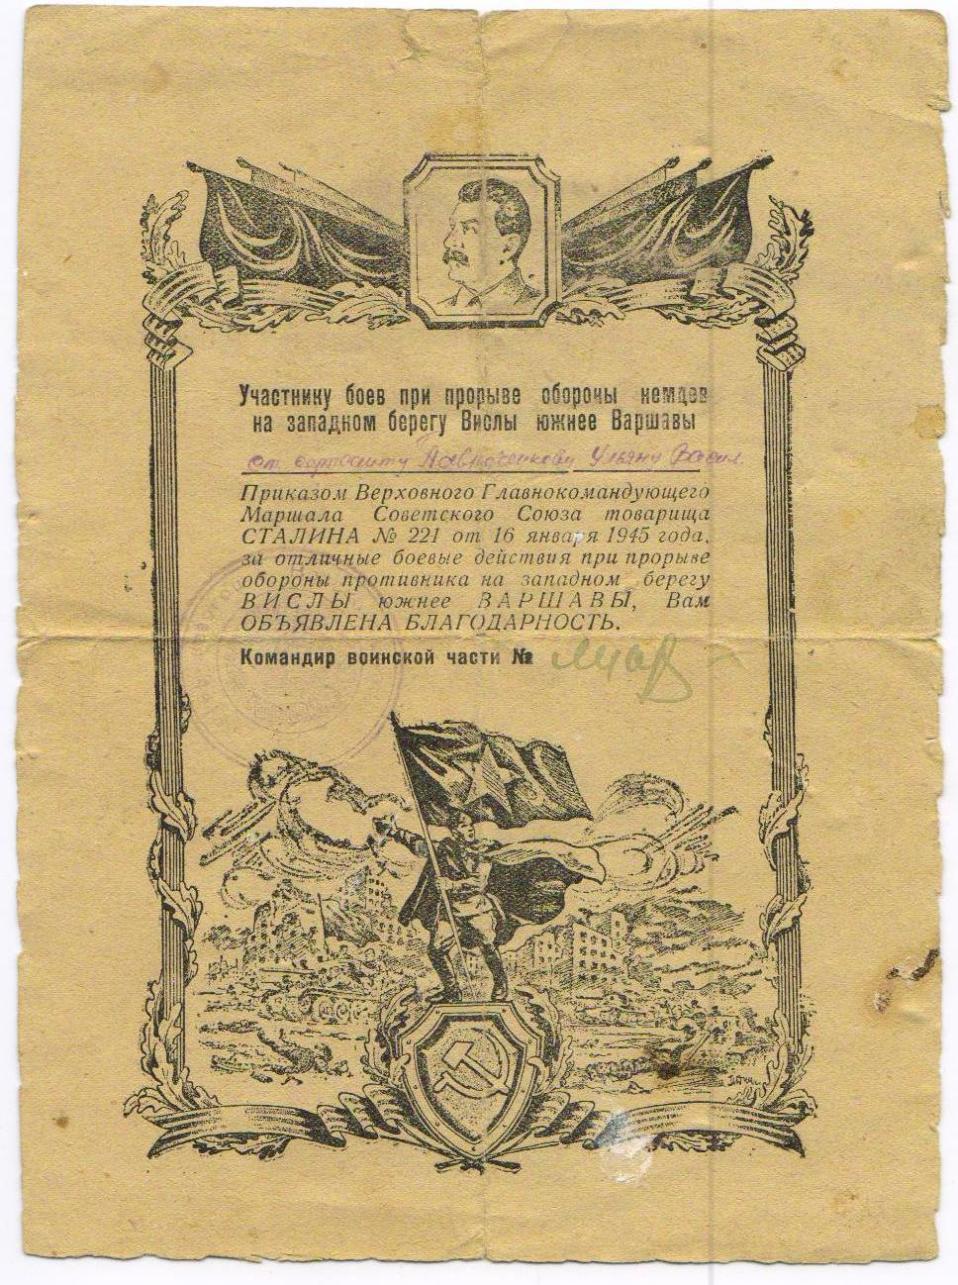 Участнику боев при прорыве обороны немцев
на западном берегу Вислы южнее Варшавы
ст. сержанту Ульяну Васил.
Приказом Верховного Главнокомандующего
Маршала Советского Союза товарища
СТАЛИНА № 221 от 16 января 1945 года,
за отличные боевые действия при прорыве
обороны противника на западном берегу
ВИСЛЫ южнее ВАРШАВЫ, Вам
ОБЪЯВЛЕНА БЛАГОДАРНОСТЬ.
Командир воинской части №